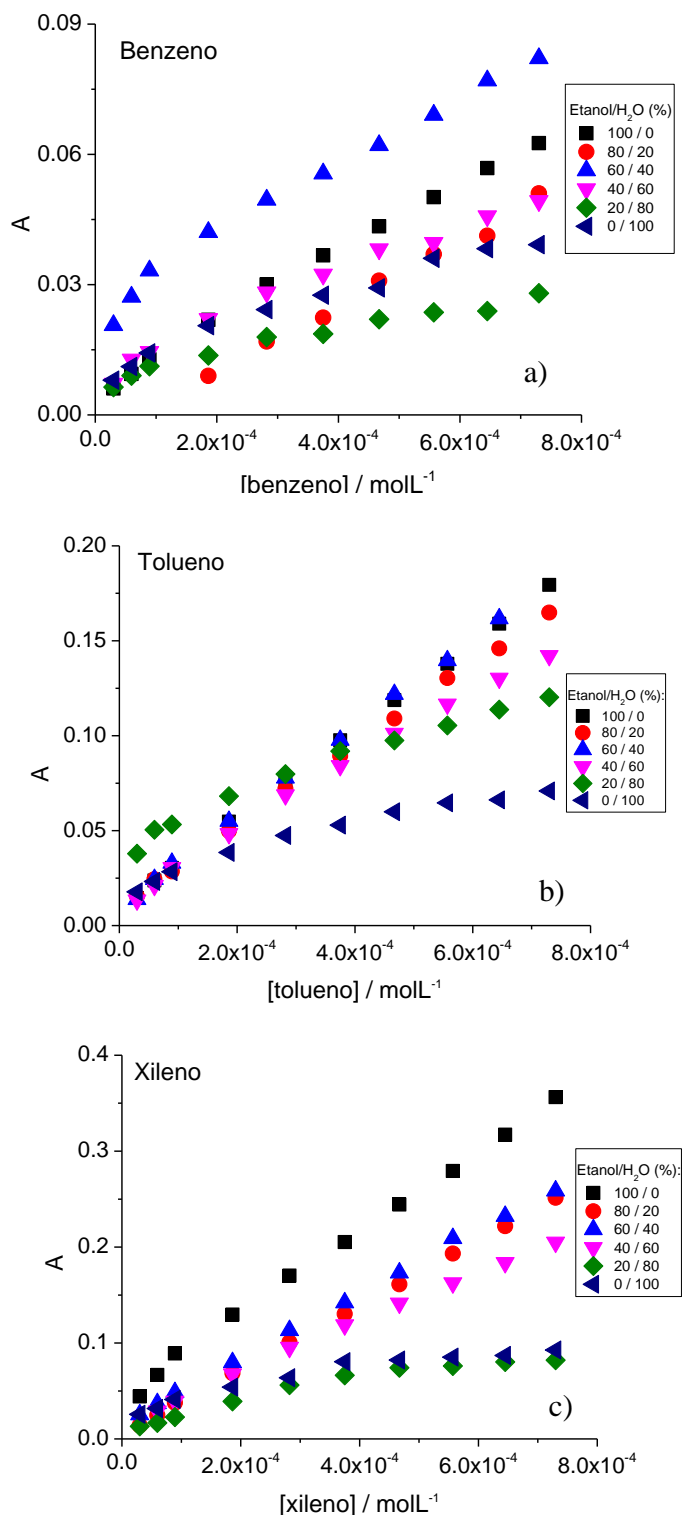 Benzeno
0.09
0.06
0.03
0.00
A
Etanol/H₂O (%)
100 / 0
80 / 20
60 / 40
40 / 60
20 / 80
0 / 100
a)
0.0
2.0x10⁻⁴
4.0x10⁻⁴
6.0x10⁻⁴
8.0x10⁻⁴
[benzeno] / molL⁻¹
Tolueno
0.20
0.15
0.10
0.05
0.00
A
Etanol/H₂O (%):
100 / 0
80 / 20
60 / 40
40 / 60
20 / 80
0 / 100
b)
0.0
2.0x10⁻⁴
4.0x10⁻⁴
6.0x10⁻⁴
8.0x10⁻⁴
[tolueno] / molL⁻¹
Xileno
0.4
0.3
0.2
0.1
0.0
A
Etanol/H₂O (%):
100 / 0
80 / 20
60 / 40
40 / 60
20 / 80
0 / 100
c)
0.0
2.0x10⁻⁴
4.0x10⁻⁴
6.0x10⁻⁴
8.0x10⁻⁴
[xileno] / molL⁻¹